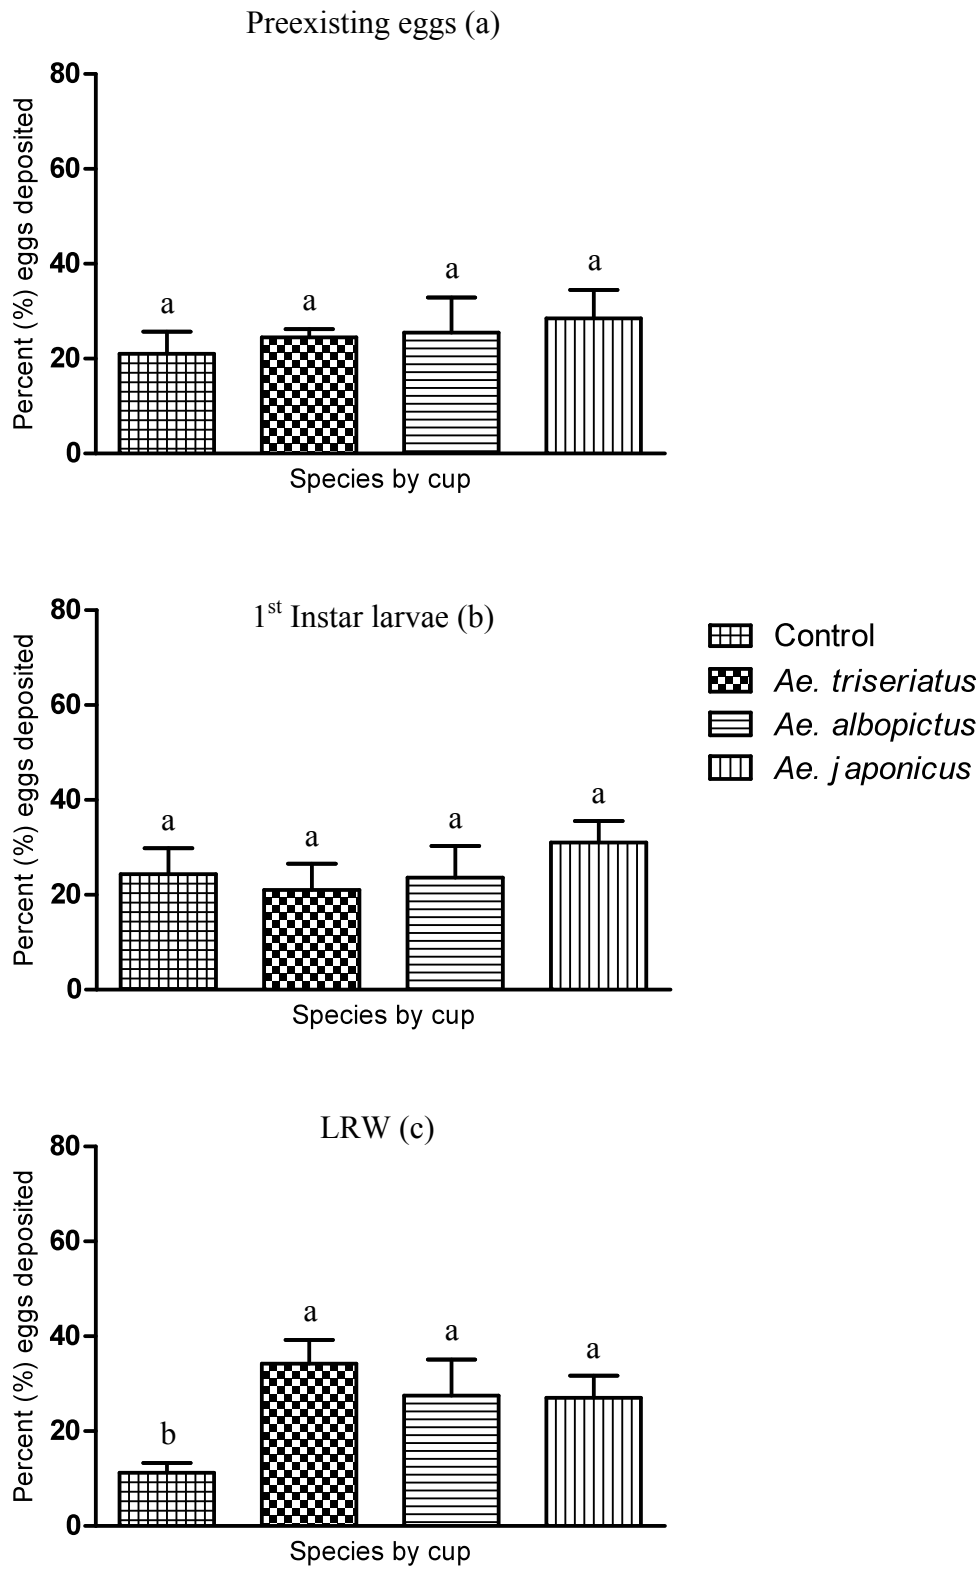 Preexisting eggs (a)
Percent (%) eggs deposited
80
60
40
20
0
a
a
a
a
Species by cup
1st Instar larvae (b)
Percent (%) eggs deposited
80
60
40
20
0
a
a
a
a
Species by cup
Control
Ae. triseriatus
Ae. albopictus
Ae. japonicus
LRW (c)
Percent (%) eggs deposited
80
60
40
20
0
b
a
a
a
Species by cup